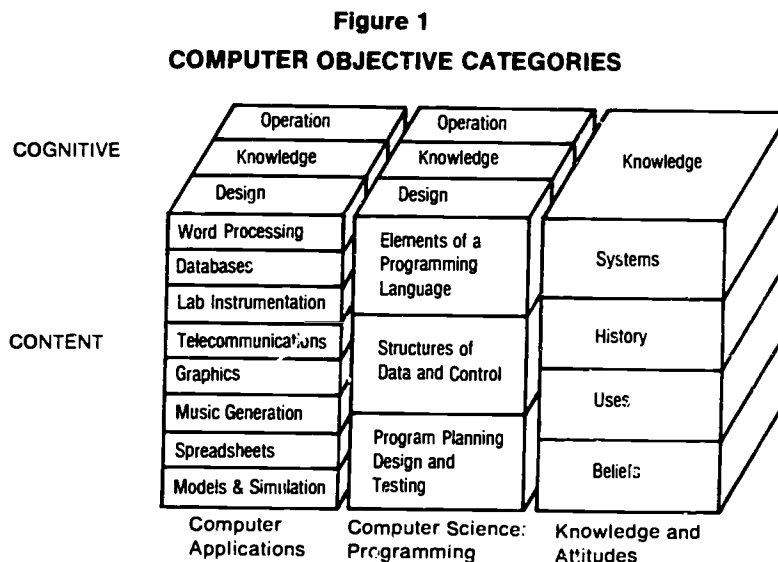 Figure 1
COMPUTER OBJECTIVE CATEGORIES
COGNITIVE
Operation
Knowledge
Design
Operation
Knowledge
Design
Knowledge
CONTENT
Word Processing
Databases
Lab Instrumentation
Telecommunications
Graphics
Music Generation
Spreadsheets
Models & Simulation
Elements of a
Programming
Language
Structures of
Data and Control
Program Planning
Design and
Testing
Systems
History
Uses
Beliefs
Computer
Applications
Computer Science:
Programming
Knowledge and
Attitudes